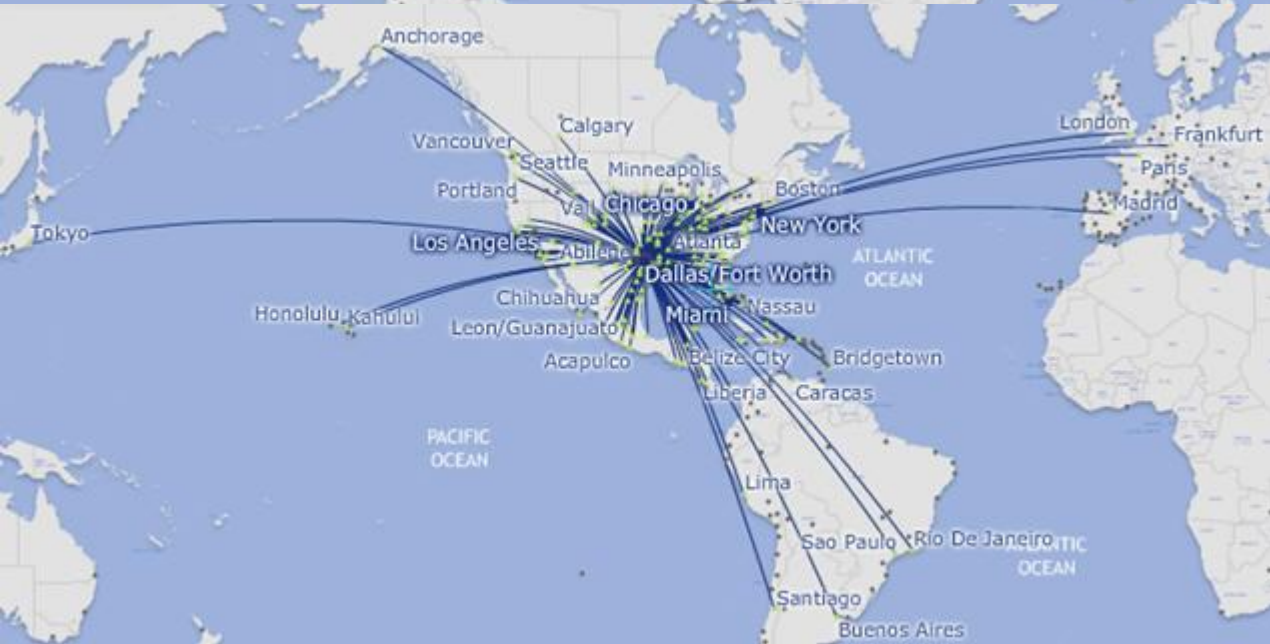 Anchorage
Calgary
London
Frankfurt
Vancouver
Seattle
Minneapolis
Paris
Portland
Boston
Vail
Chicago
Madrid
Tokyo
New York
Los Angeles
Abilene
Atlanta
ATLANTIC
OCEAN
Dallas/Fort Worth
Chihuahua
Nassau
Honolulu
Kahului
Miami
Leon/Guanajuato
Acapulco
Belize City
Bridgetown
Liberia
Caracas
PACIFIC
OCEAN
Lima
Sao Paulo
Rio De Janeiro
ATLANTIC
OCEAN
Santiago
Buenos Aires